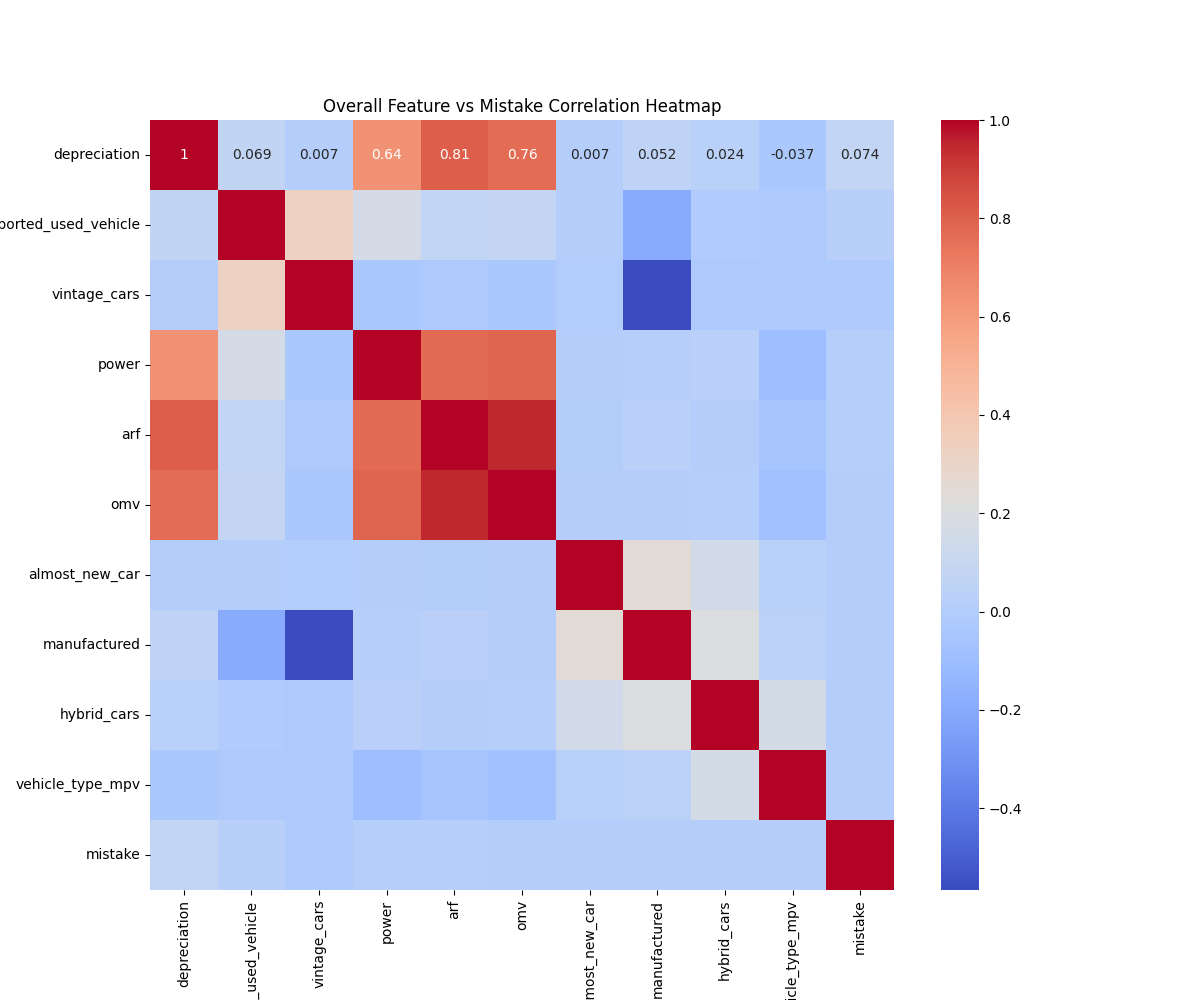 Overall Feature vs Mistake Correlation Heatmap
depreciation 1 0.069 0.007 0.64 0.81 0.76 0.007 0.052 0.024 -0.037 0.074
ported_used_vehicle
vintage_cars
power
arf
omv
almost_new_car
manufactured
hybrid_cars
vehicle_type_mpv
mistake
depreciation
_used_vehicle
vintage_cars
power
arf
omv
most_new_car
manufactured
hybrid_cars
icle_type_mpv
mistake
1.0
0.8
0.6
0.4
0.2
0.0
−0.2
−0.4